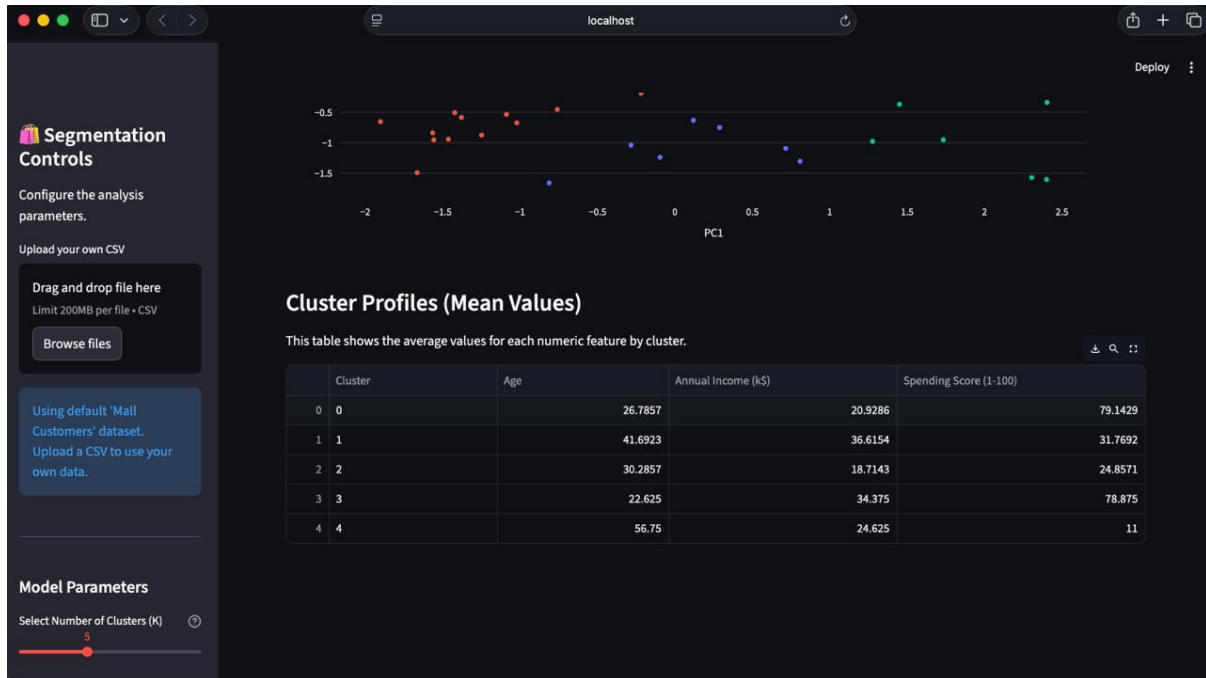 localhost
Deploy
🛍️ Segmentation
Controls
Configure the analysis
parameters.
Upload your own CSV
Drag and drop file here
Limit 200MB per file • CSV
Browse files
Using default 'Mall
Customers' dataset.
Upload a CSV to use your
own data.
Model Parameters
Select Number of Clusters (K)
5
−0.5
−1
−1.5
−2 −1.5 −1 −0.5 0 0.5 1 1.5 2 2.5
PC1
Cluster Profiles (Mean Values)
This table shows the average values for each numeric feature by cluster.
Cluster Age Annual Income (k$) Spending Score (1-100)
0 0 26.7857 20.9286 79.1429
1 1 41.6923 36.6154 31.7692
2 2 30.2857 18.7143 24.8571
3 3 22.625 34.375 78.875
4 4 56.75 24.625 11